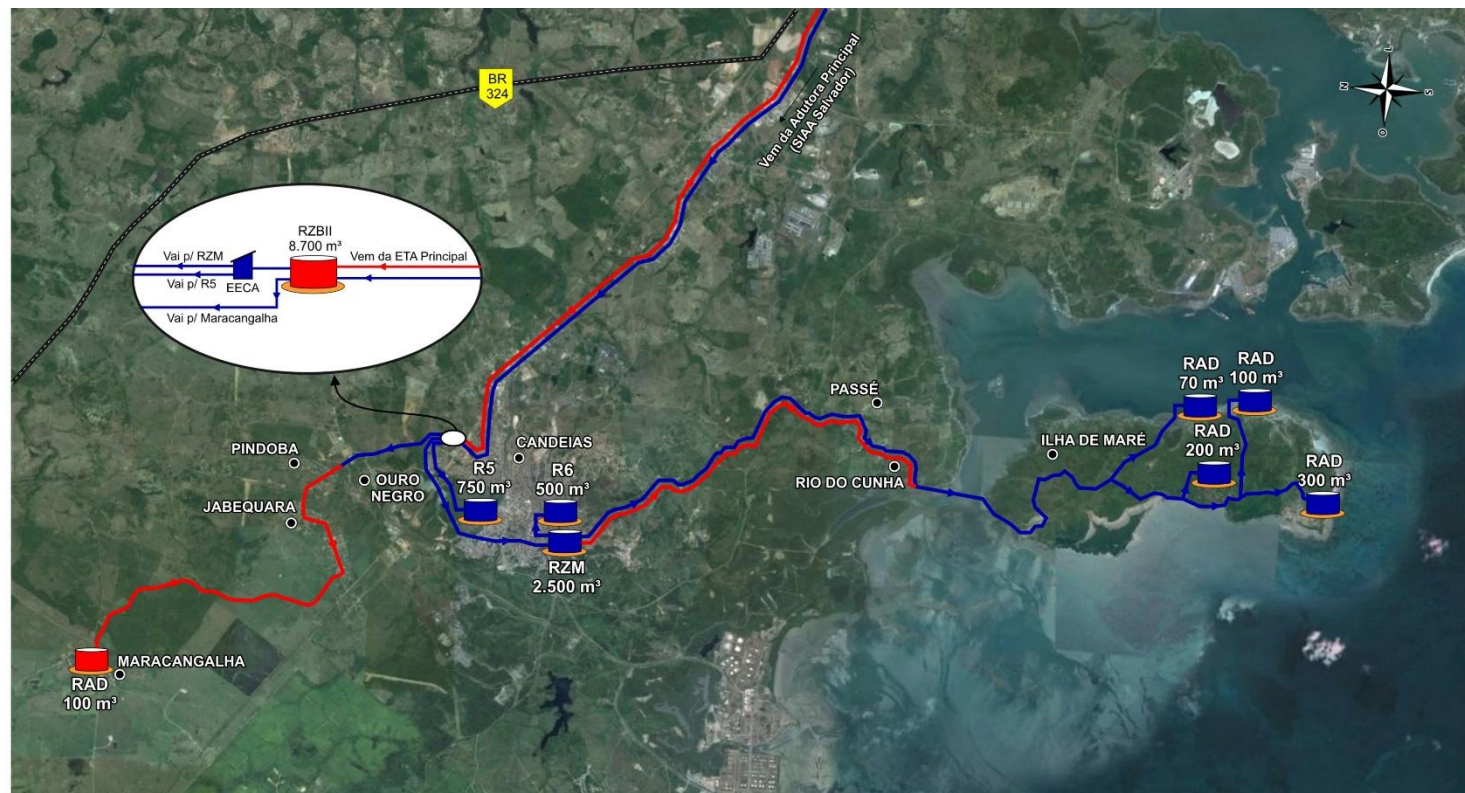 BR
324
Vem da Adutora Principal
(SIAA Salvador)
L
N
S
O
RZBII
8.700 m³
Vai p/ RZM
Vem da ETA Principal
Vai p/ R5
EECA
Vai p/ Maracangalha
PINDOBA
JABEQUARA
OURO
NEGRO
CANDEIAS
R5
750 m³
R6
500 m³
RZM
2.500 m³
PASSÉ
RIO DO CUNHA
ILHA DE MARÉ
RAD
70 m³
RAD
100 m³
RAD
200 m³
RAD
300 m³
MARACANGALHA
RAD
100 m³